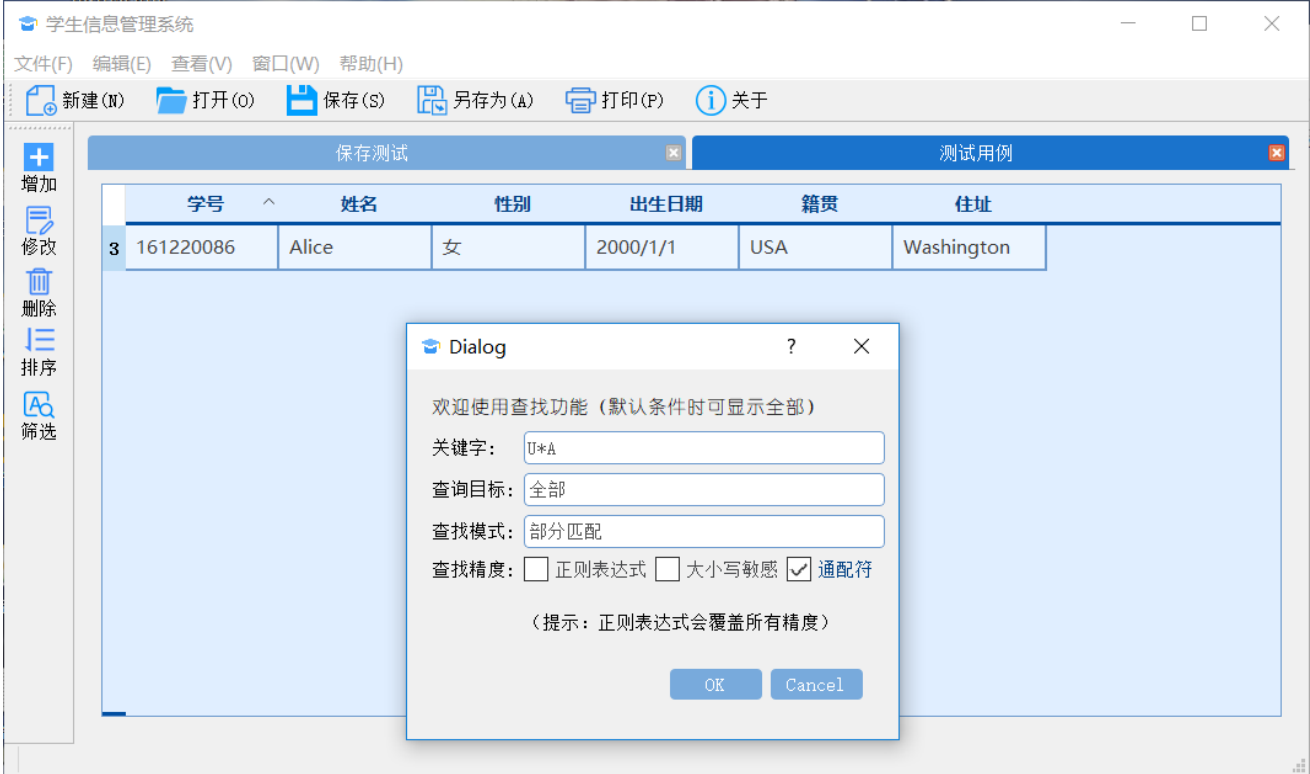 学生信息管理系统
文件(F) 编辑(E) 查看(V) 窗口(W) 帮助(H)
新建(N) 打开(O) 保存(S) 另存为(A) 打印(P) 关于
保存测试 测试用例
增加
修改
删除
排序
筛选
学号 姓名 性别 出生日期 籍贯 住址
3 161220086 Alice 女 2000/1/1 USA Washington
Dialog ?
欢迎使用查找功能（默认条件时可显示全部）
关键字： U*A
查询目标： 全部
查找模式： 部分匹配
查找精度： 正则表达式 大小写敏感 通配符
（提示：正则表达式会覆盖所有精度）
OK Cancel